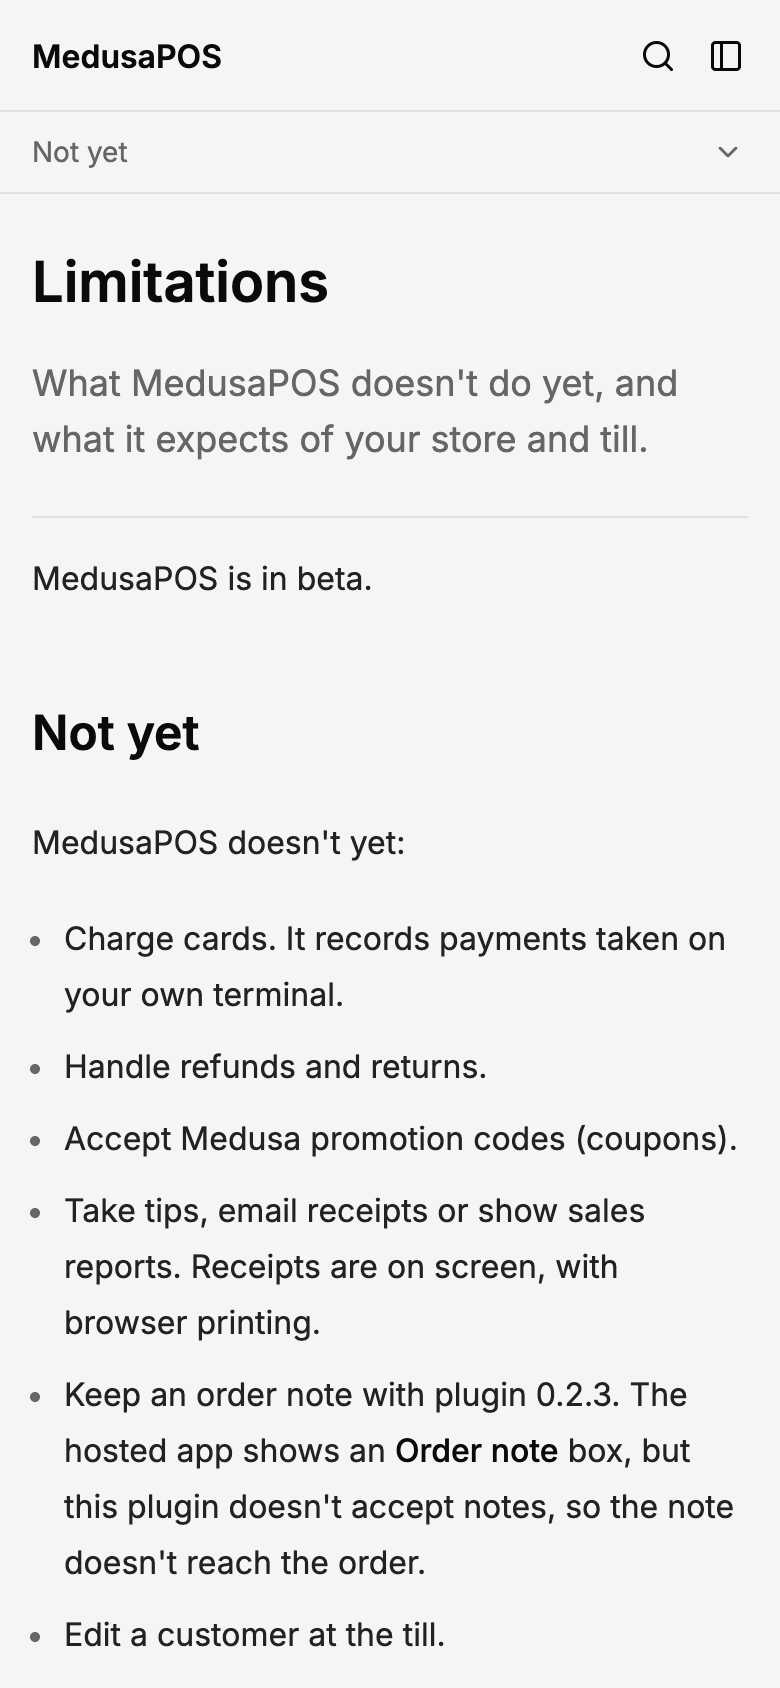 MedusaPOS
Not yet
Limitations
What MedusaPOS doesn't do yet, and
what it expects of your store and till.
MedusaPOS is in beta.
Not yet
MedusaPOS doesn't yet:
• Charge cards. It records payments taken on
your own terminal.
• Handle refunds and returns.
• Accept Medusa promotion codes (coupons).
• Take tips, email receipts or show sales
reports. Receipts are on screen, with
browser printing.
• Keep an order note with plugin 0.2.3. The
hosted app shows an Order note box, but
this plugin doesn't accept notes, so the note
doesn't reach the order.
• Edit a customer at the till.